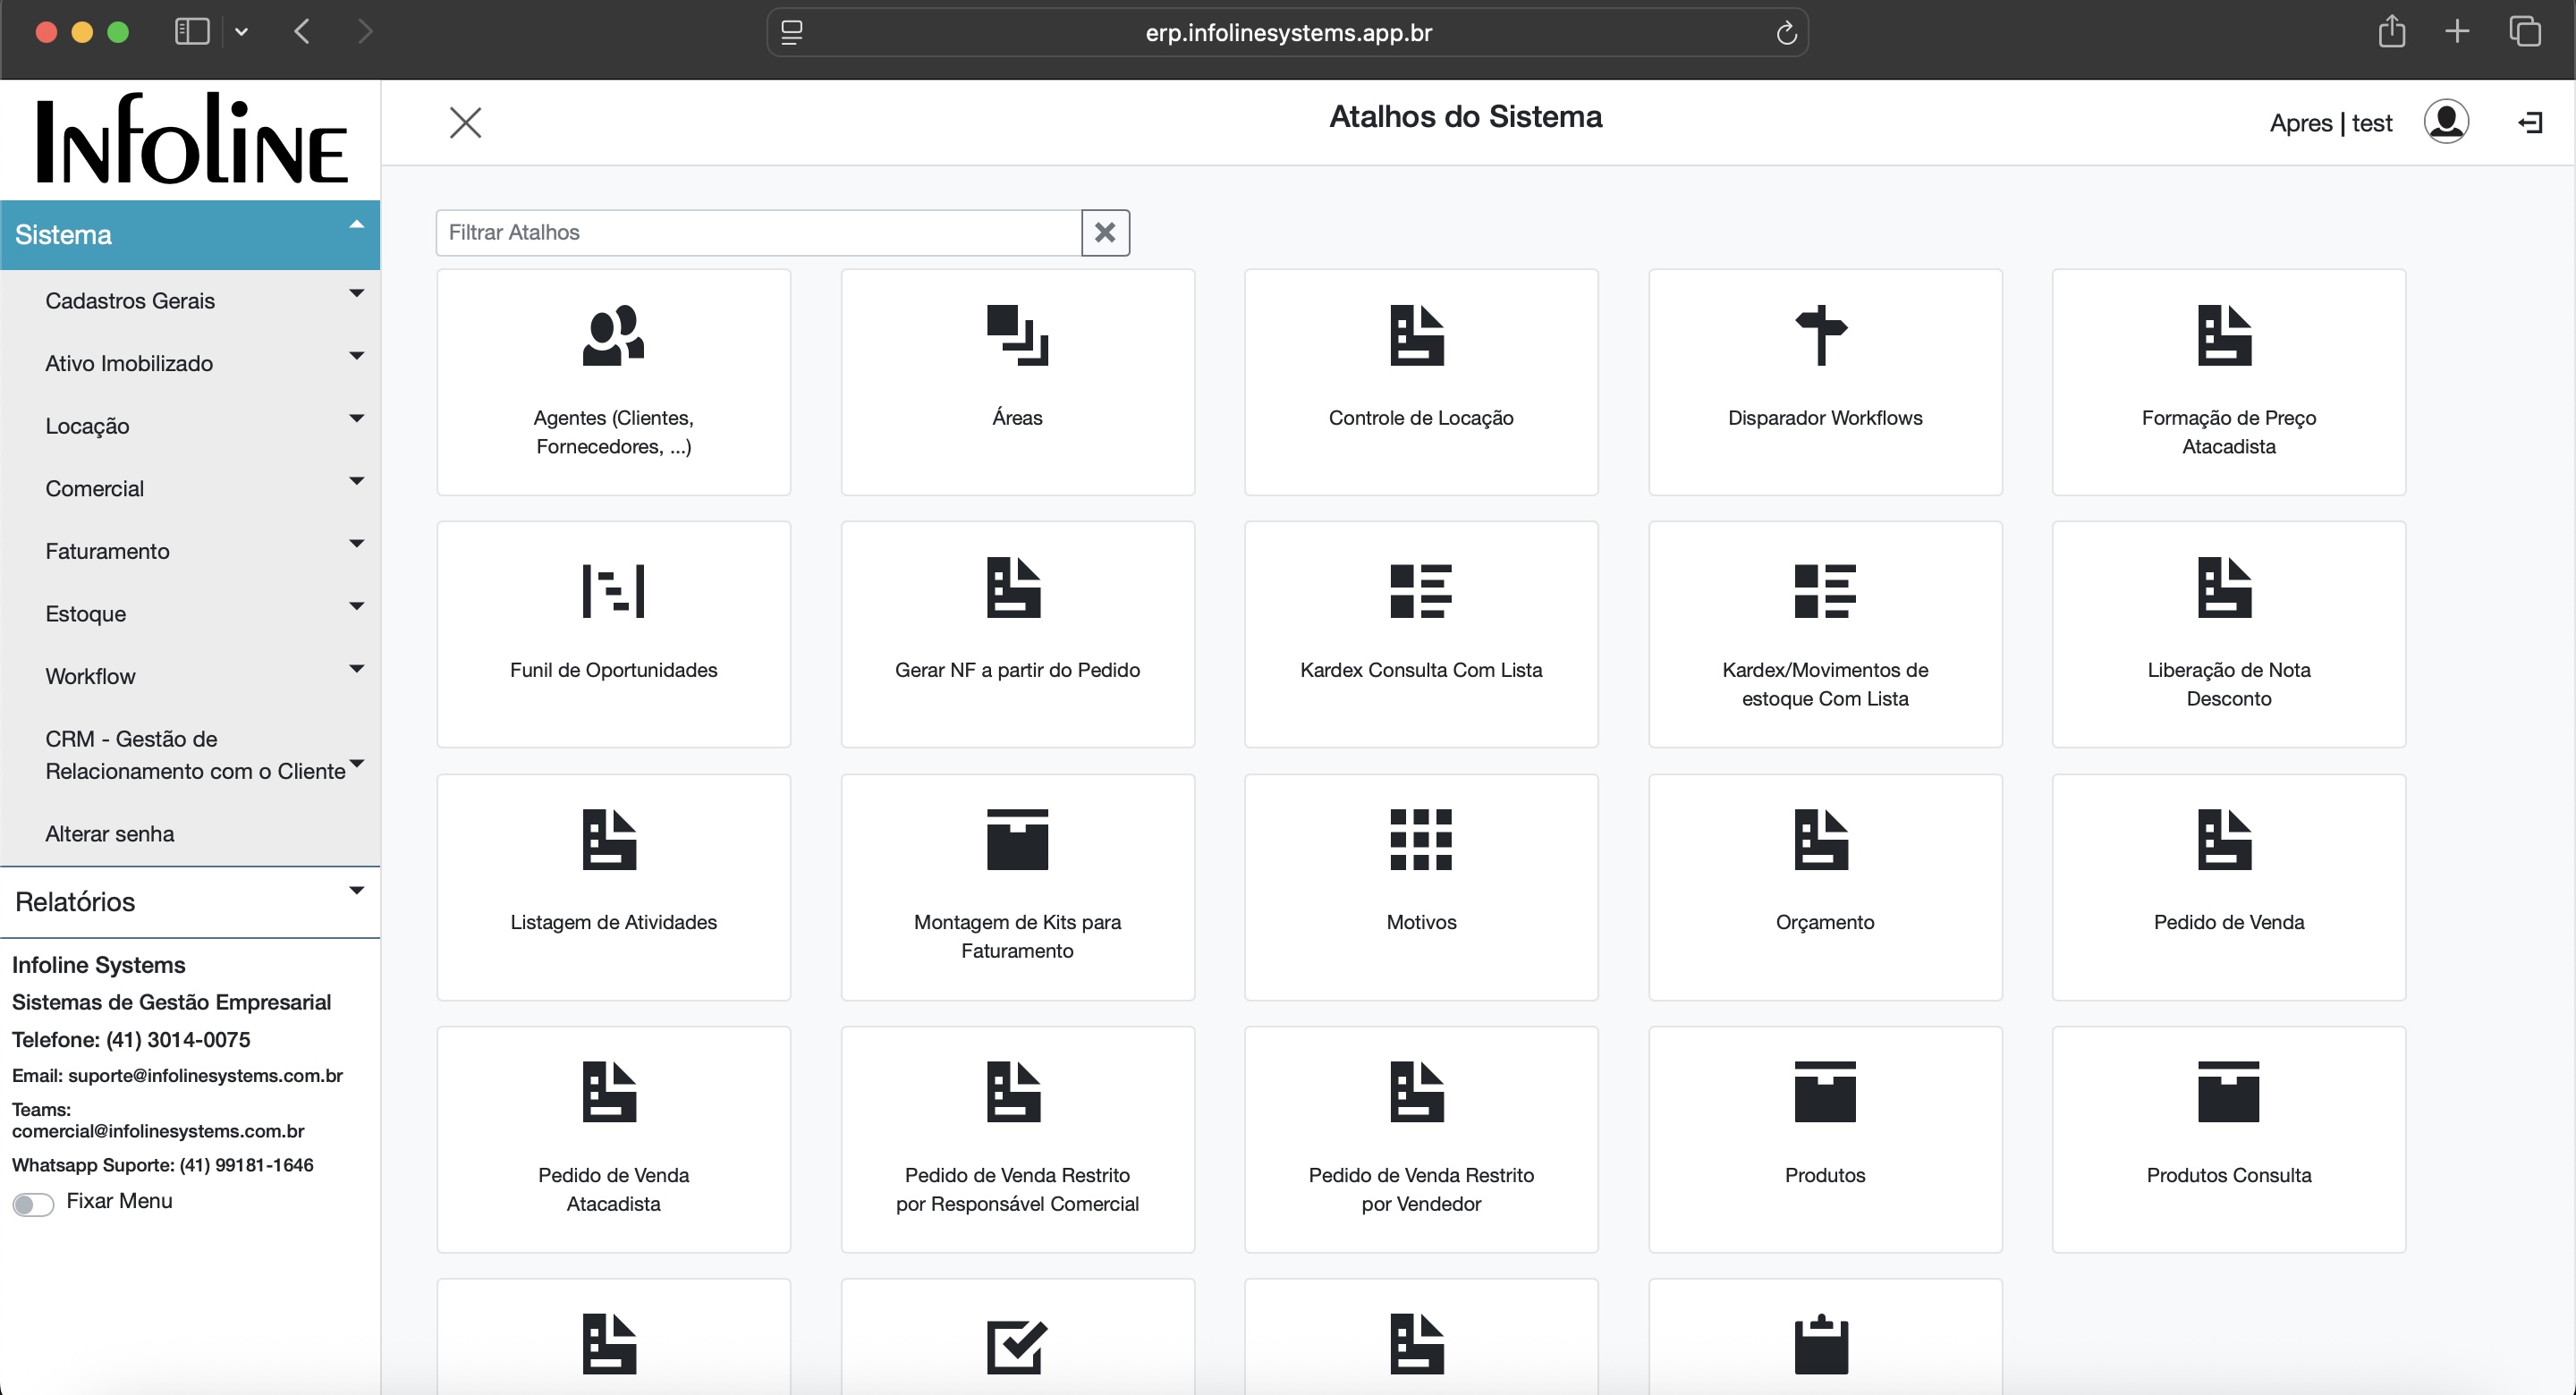 erp.infolinesystems.app.br
Infoline
Atalhos do Sistema
Apres | test
Sistema
Cadastros Gerais
Ativo Imobilizado
Locação
Comercial
Faturamento
Estoque
Workflow
CRM - Gestão de
Relacionamento com o Cliente
Alterar senha
Relatórios
Infoline Systems
Sistemas de Gestão Empresarial
Telefone: (41) 3014-0075
Email: suporte@infolinesystems.com.br
Teams:
comercial@infolinesystems.com.br
Whatsapp Suporte: (41) 99181-1646
Fixar Menu
Filtrar Atalhos
Agentes (Clientes,
Fornecedores, ...)
Áreas
Controle de Locação
Disparador Workflows
Formação de Preço
Atacadista
Funil de Oportunidades
Gerar NF a partir do Pedido
Kardex Consulta Com Lista
Kardex/Movimentos de
estoque Com Lista
Liberação de Nota
Desconto
Listagem de Atividades
Montagem de Kits para
Faturamento
Motivos
Orçamento
Pedido de Venda
Pedido de Venda
Atacadista
Pedido de Venda Restrito
por Responsável Comercial
Pedido de Venda Restrito
por Vendedor
Produtos
Produtos Consulta